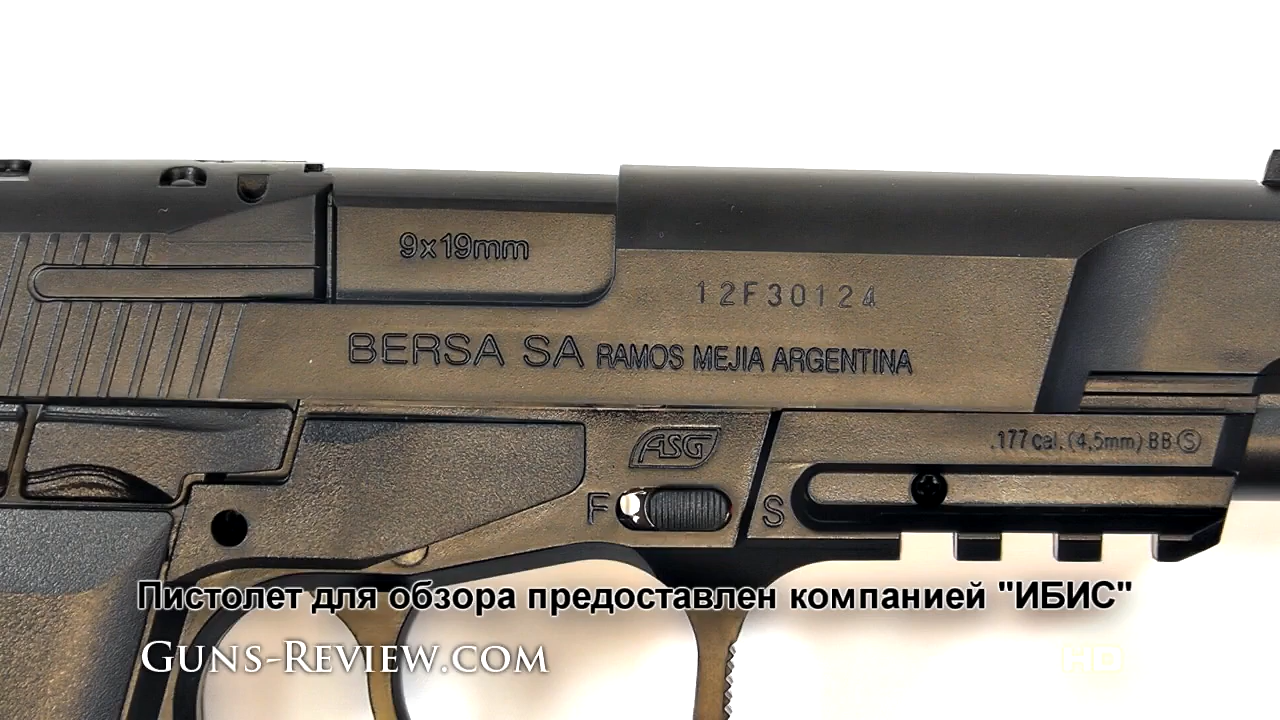 9x19mm
12F30124
BERSA SA RAMOS MEJIA ARGENTINA
ASG
.177 cal. (4,5mm) BB S
F S
Пистолет для обзора предоставлен компанией "ИБИС"
GUNS-REVIEW.COM
HD